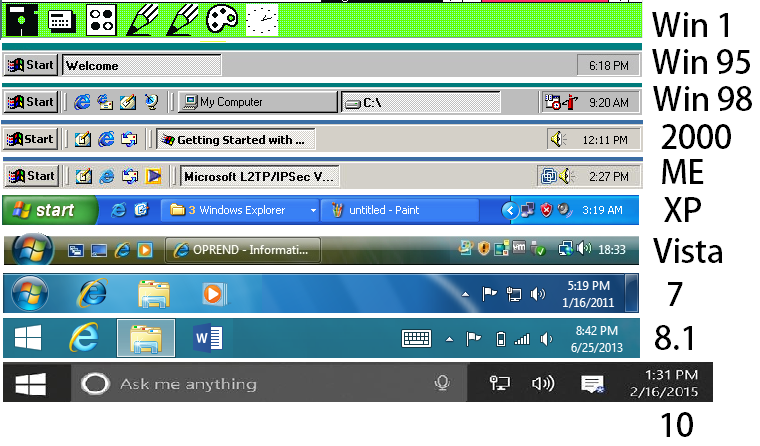 Win 1
Start Welcome 6:18 PM Win 95
Start My Computer C:\ 9:20 AM Win 98
Start Getting Started with ... 12:11 PM 2000
Start Microsoft L2TP/IPSec V... 2:27 PM ME
start 3 Windows Explorer untitled - Paint 3:19 AM XP
OPREND - Informati... vm 18:33 Vista
5:19 PM
1/16/2011 7
W 8:42 PM
6/25/2013 8.1
Ask me anything 1:31 PM
2/16/2015
10